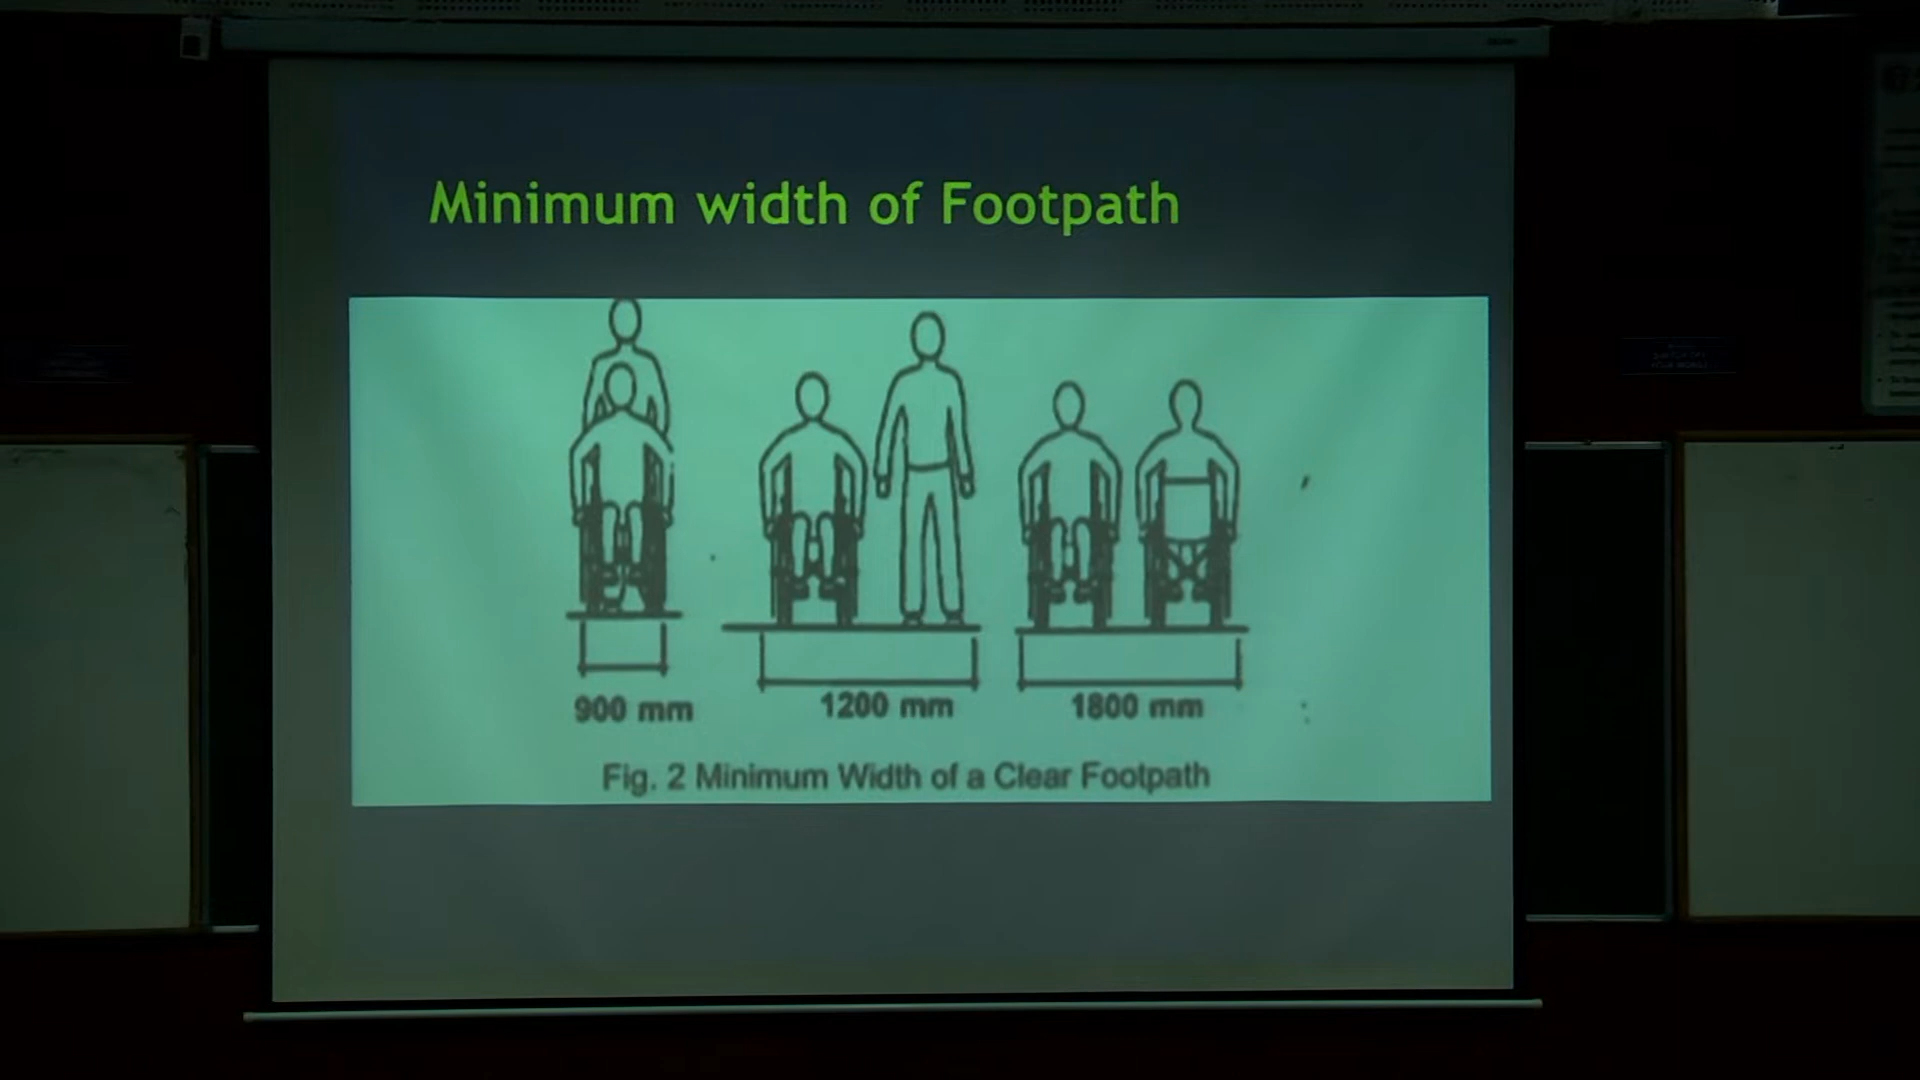 Minimum width of Footpath
900 mm
1200 mm
1800 mm
Fig. 2 Minimum Width of a Clear Footpath